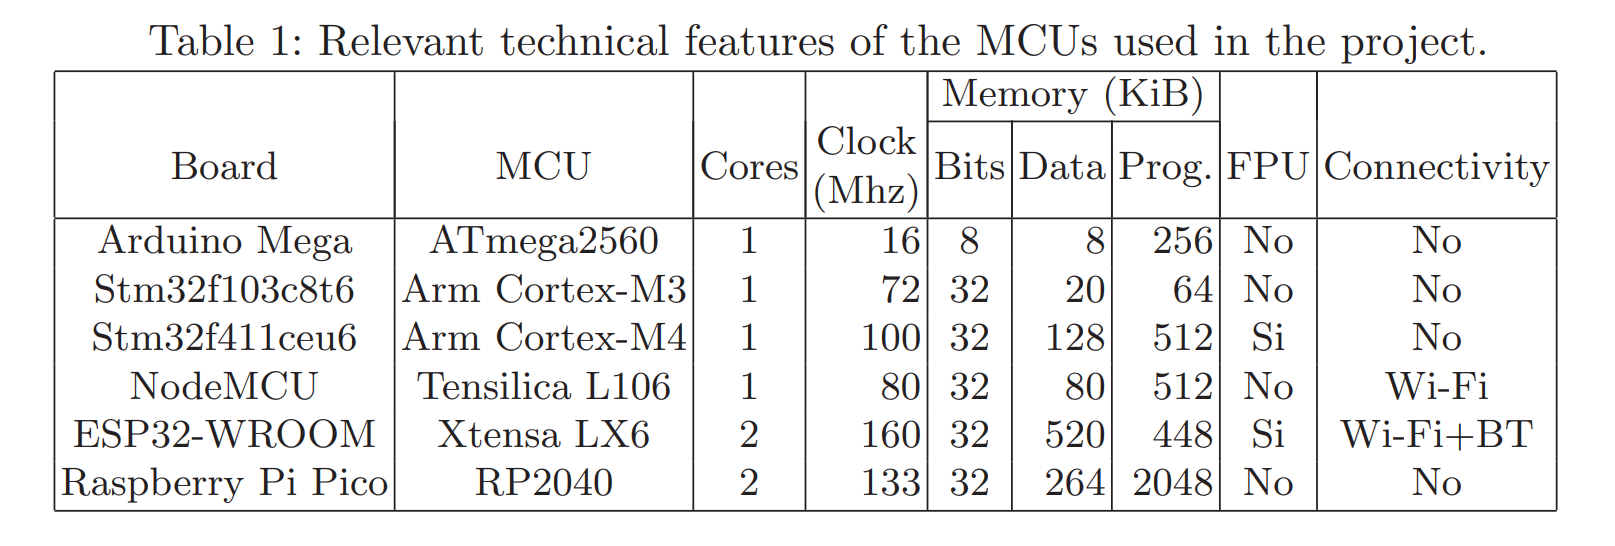 Table 1: Relevant technical features of the MCUs used in the project.
Memory (KiB)
Board MCU Cores Clock (Mhz) Bits Data Prog. FPU Connectivity
Arduino Mega ATmega2560 1 16 8 8 256 No No
Stm32f103c8t6 Arm Cortex-M3 1 72 32 20 64 No No
Stm32f411ceu6 Arm Cortex-M4 1 100 32 128 512 Si No
NodeMCU Tensilica L106 1 80 32 80 512 No Wi-Fi
ESP32-WROOM Xtensa LX6 2 160 32 520 448 Si Wi-Fi+BT
Raspberry Pi Pico RP2040 2 133 32 264 2048 No No